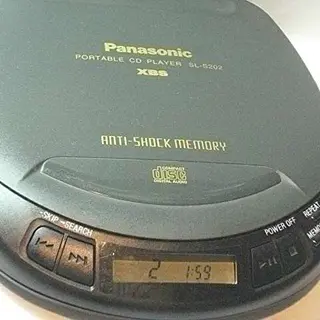 Panasonic
PORTABLE CD PLAYER SL-S202
XBS
ANTI-SHOCK MEMORY
COMPACT
disc
DIGITAL AUDIO
SKIP–SEARCH
POWER OFF
REPEAT
2 1:59